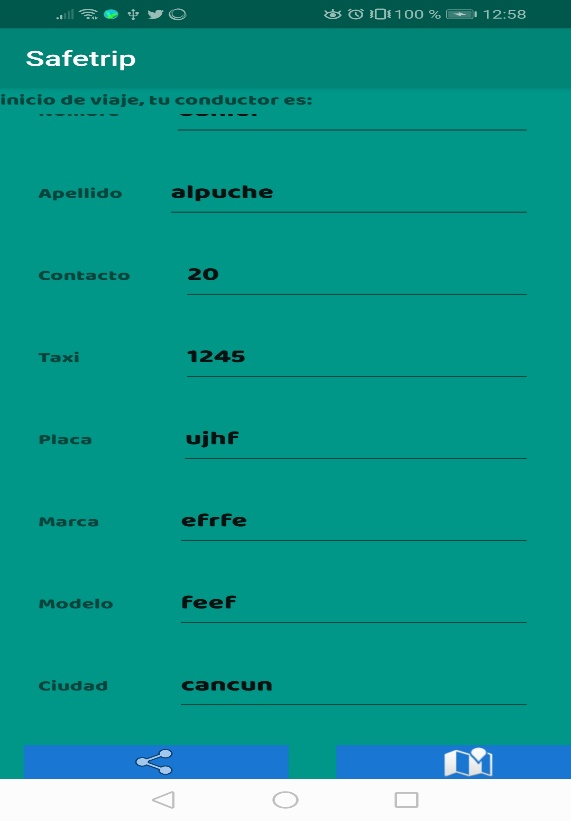 100 % 12:58
Safetrip
inicio de viaje, tu conductor es:
Apellido alpuche
Contacto 20
Taxi 1245
Placa ujhf
Marca efrfe
Modelo feef
Ciudad cancun